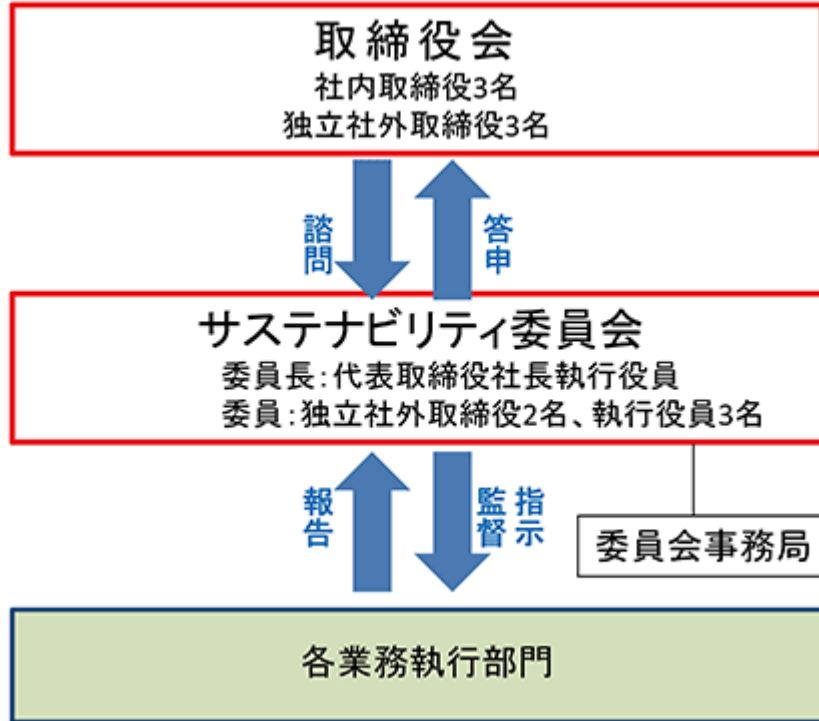 取締役会
社内取締役3名
独立社外取締役3名
諮問
答申
サステナビリティ委員会
委員長：代表取締役社長執行役員
委員：独立社外取締役2名、執行役員3名
報告
監督
指示
委員会事務局
各業務執行部門